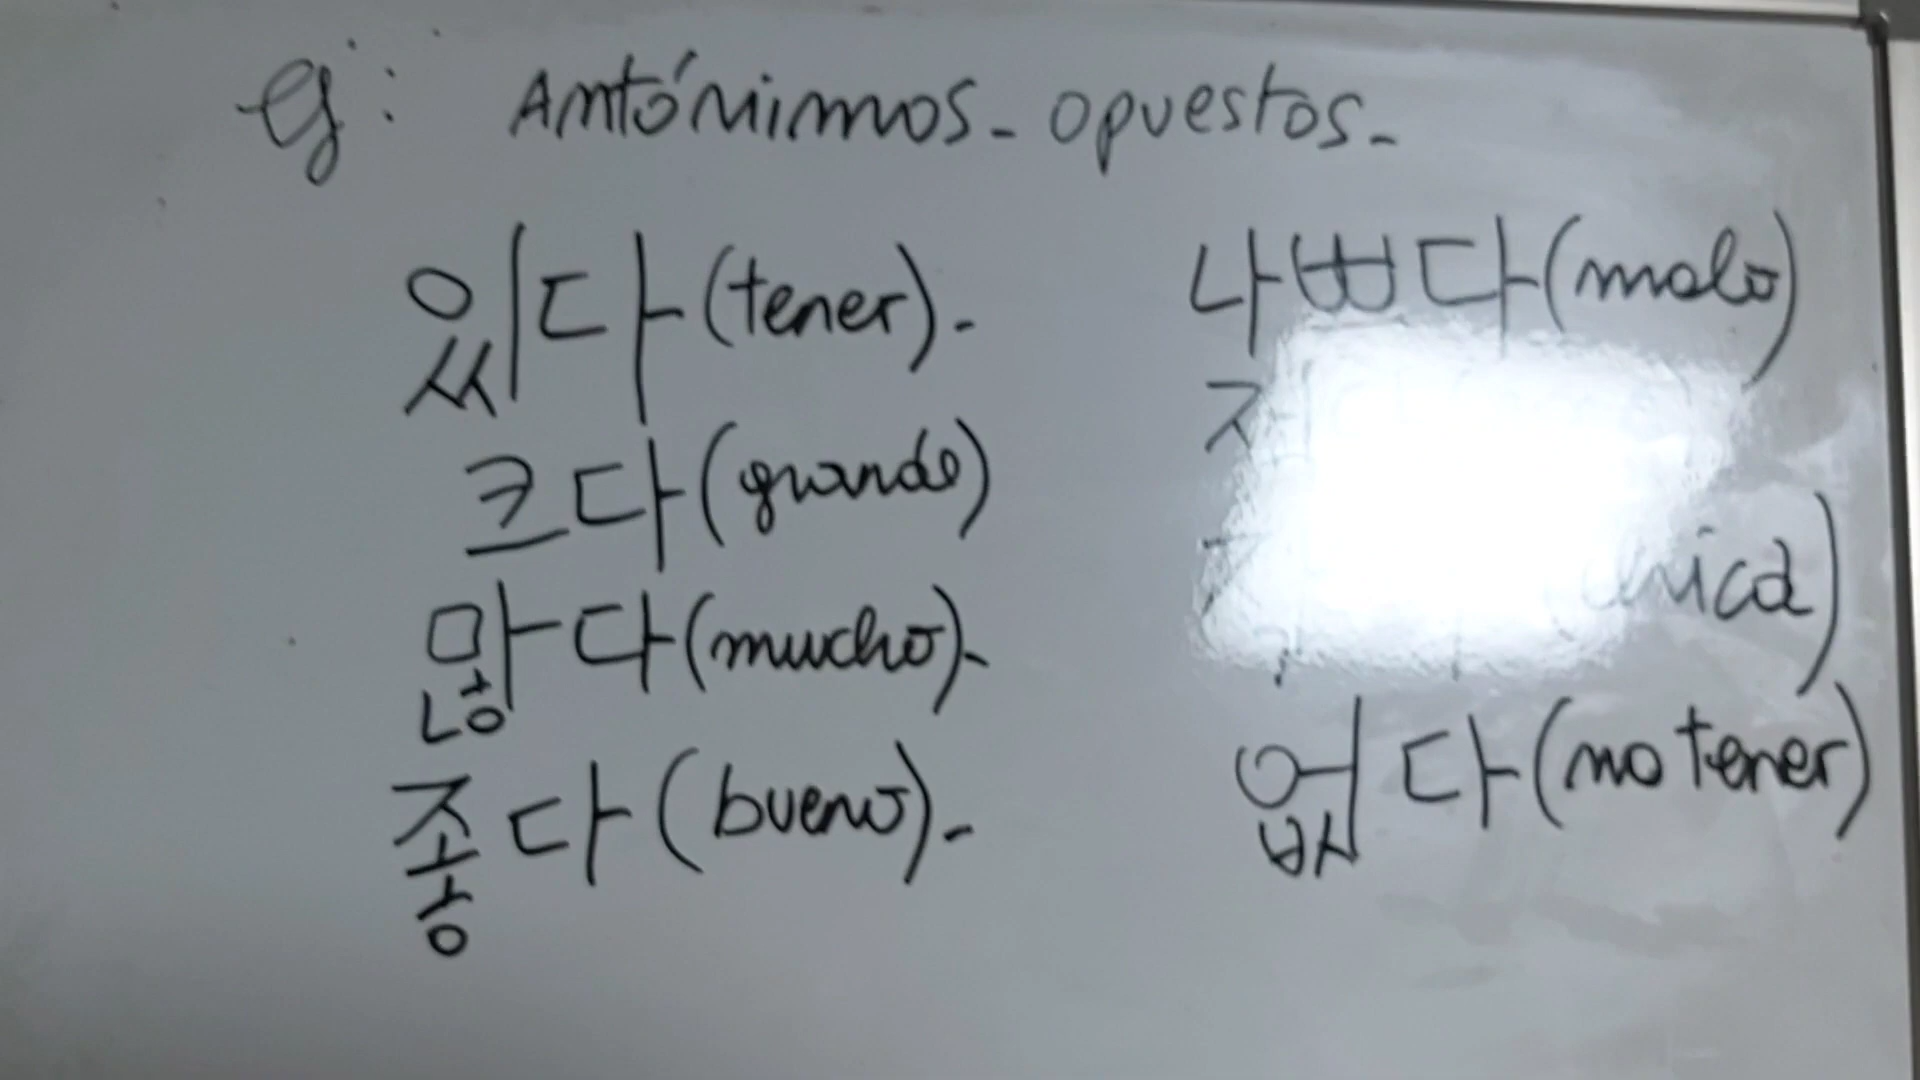 Ej: Antónimos - opuestos -
있다 (tener). - 나쁘다 (malo)
크다 (grande)
많다 (mucho). -
좋다 (bueno). - 없다 (no tener)